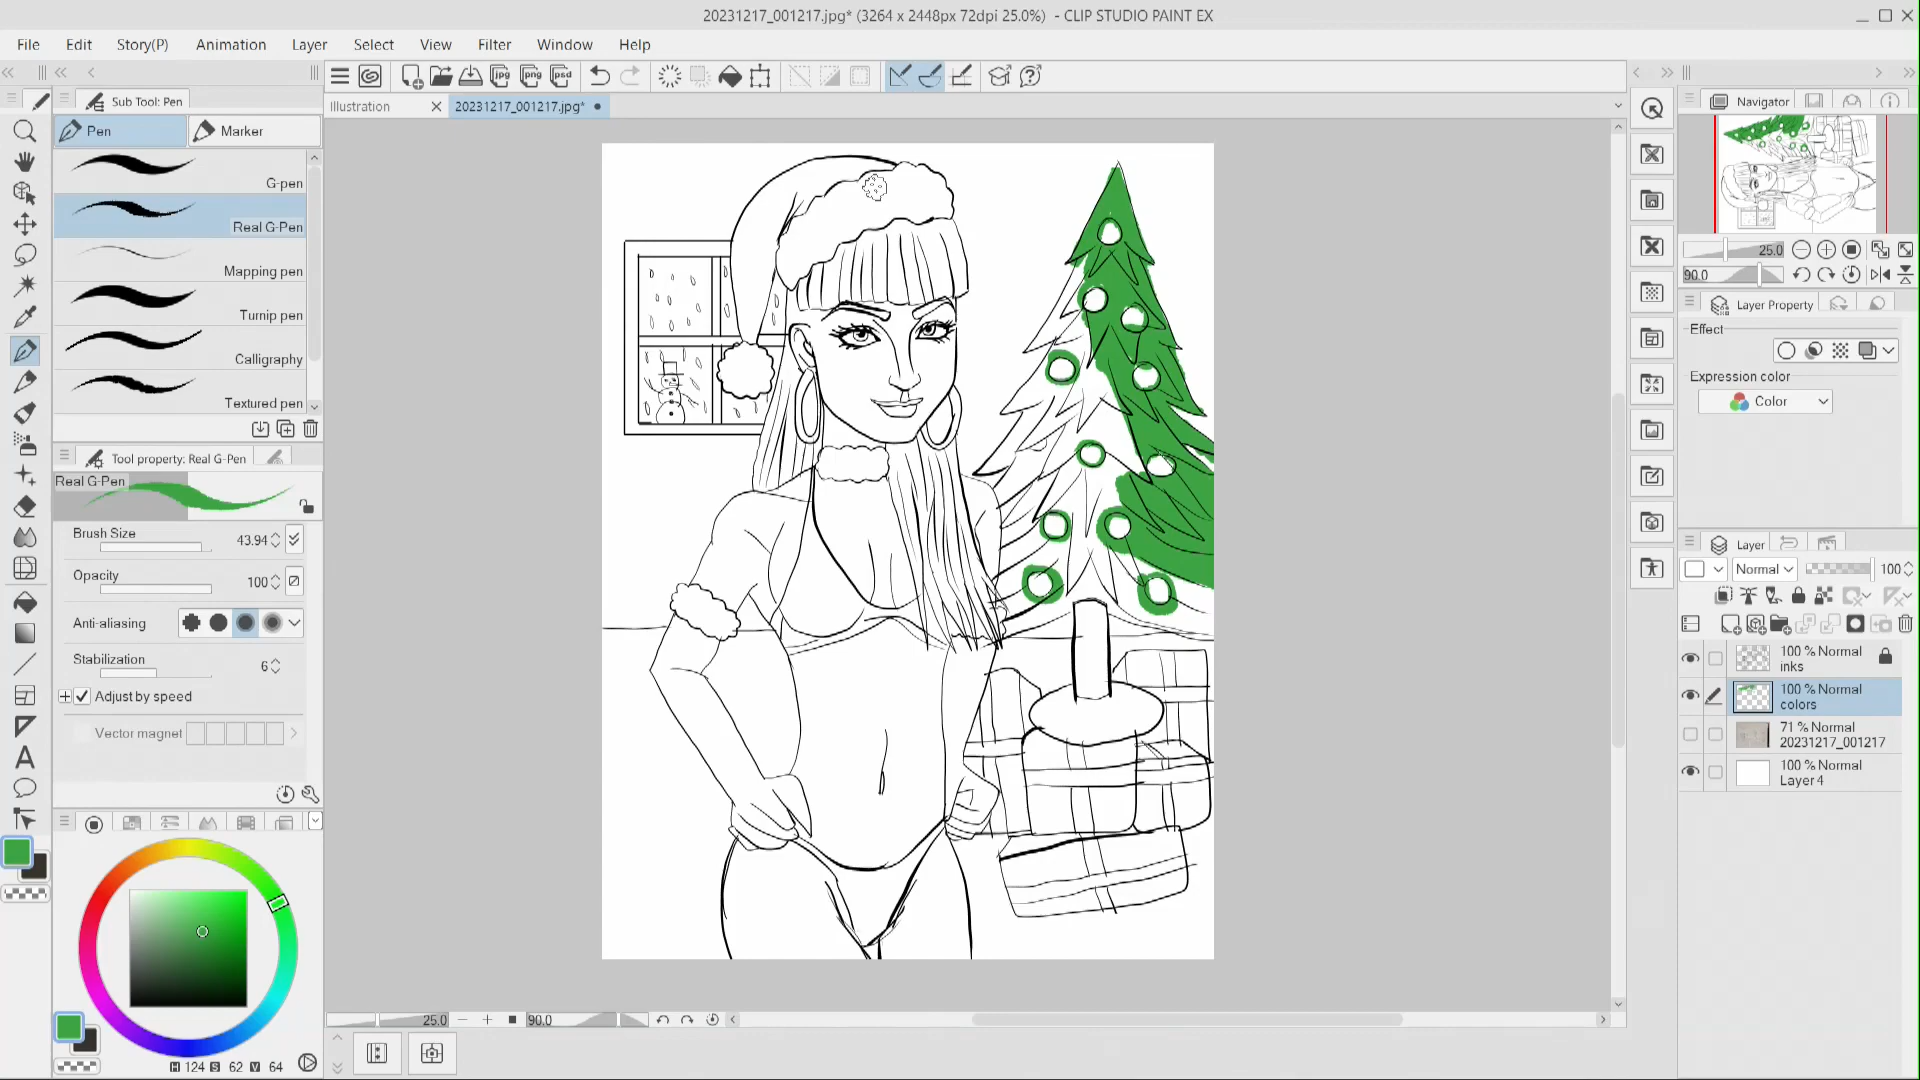 20231217_001217.jpg* (3264 x 2448px 72dpi 25.0%) - CLIP STUDIO PAINT EX
File Edit Story(P) Animation Layer Select View Filter Window Help
jpg png psd
Sub Tool: Pen
Illustration 20231217_001217.jpg*
Navigator
Pen Marker
G-pen
Real G-Pen
Mapping pen
Turnip pen
Calligraphy
Textured pen
25.0
90.0
Layer Property
Effect
Expression color
Color
Tool property: Real G-Pen
Real G-Pen
Brush Size 43.94
Opacity 100
Anti-aliasing
Stabilization 6
Adjust by speed
Vector magnet
Layer
Normal 100
100 % Normal
inks
100 % Normal
colors
71 % Normal
20231217_001217
100 % Normal
Layer 4
A
25.0 90.0
H 124 S 62 V 64